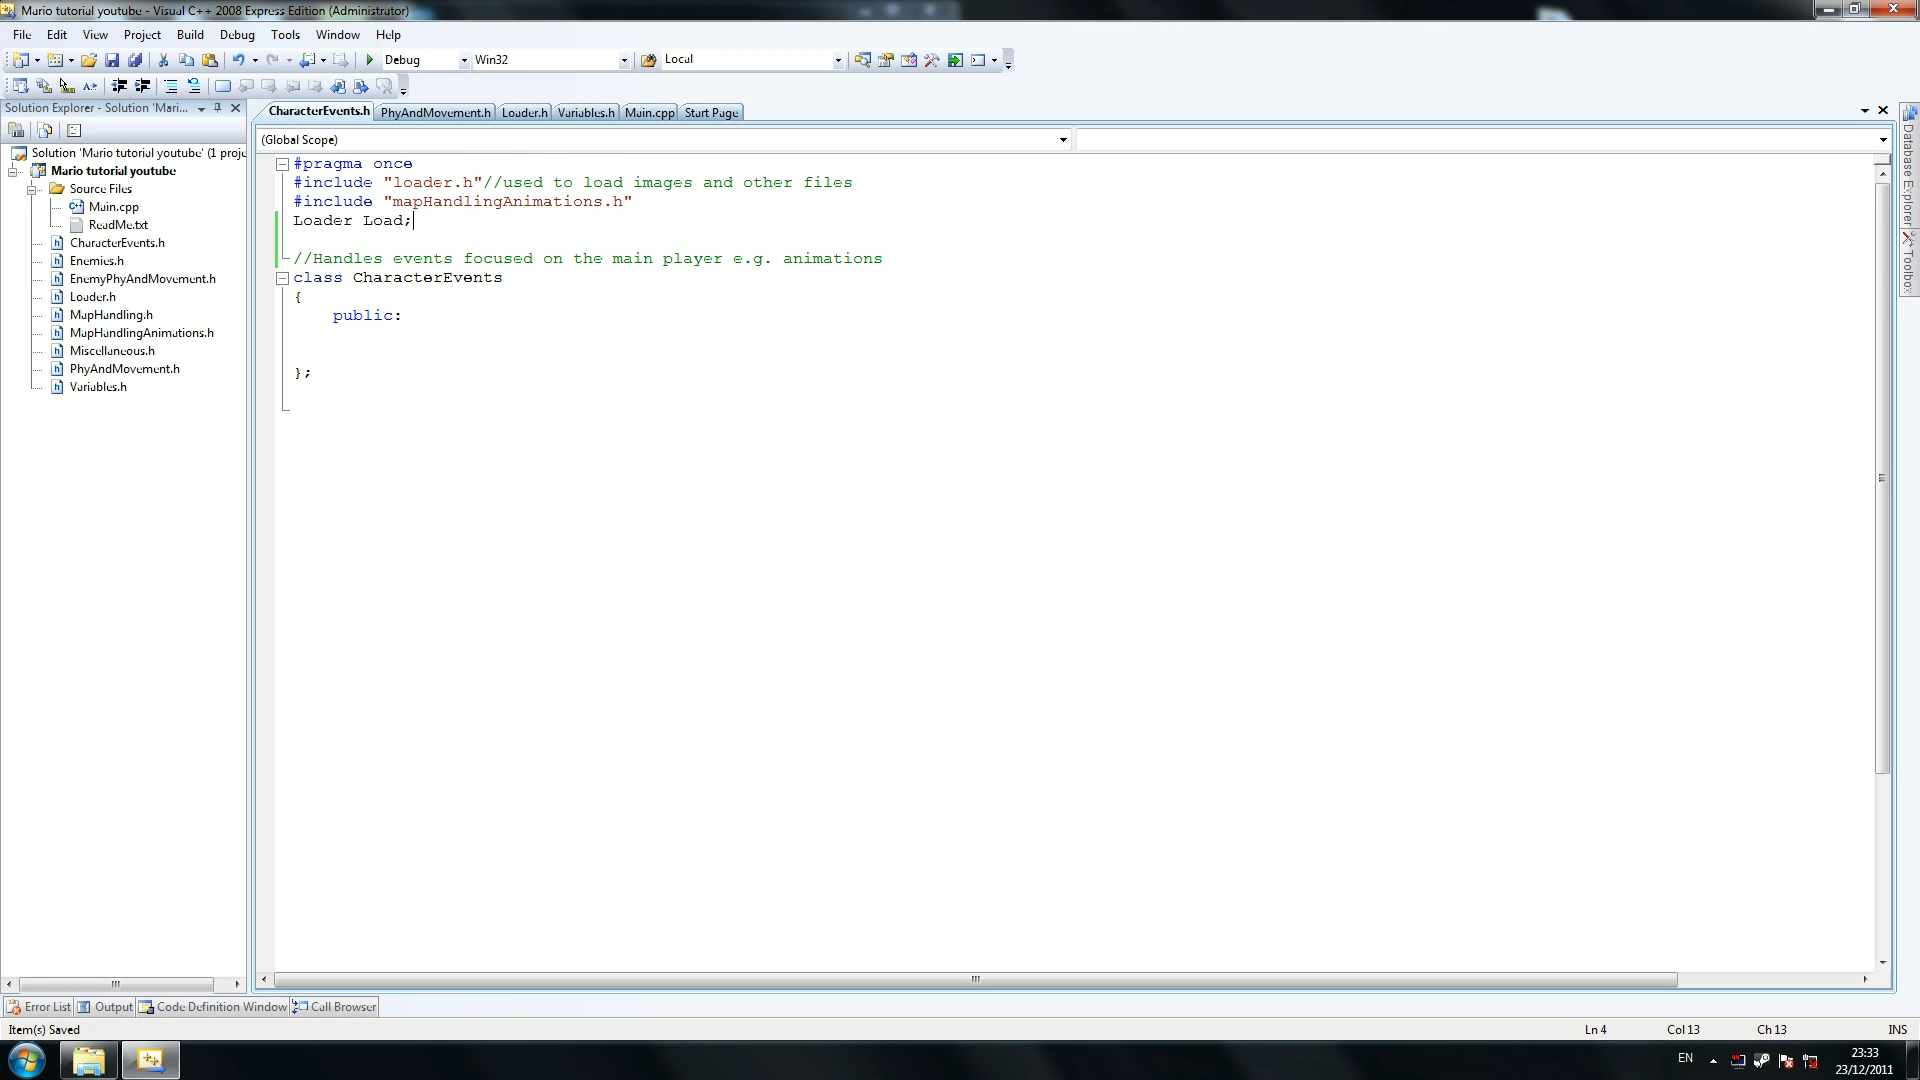 Mario tutorial youtube - Visual C++ 2008 Express Edition (Administrator)
File Edit View Project Build Debug Tools Window Help
Debug Win32 Local
Solution Explorer - Solution 'Mari...
CharacterEvents.h PhyAndMovement.h Loader.h Variables.h Main.cpp Start Page
(Global Scope)
Solution 'Mario tutorial youtube' (1 proje
Mario tutorial youtube
Source Files
Main.cpp
ReadMe.txt
CharacterEvents.h
Enemies.h
EnemyPhyAndMovement.h
Loader.h
MapHandling.h
MapHandlingAnimations.h
Miscellaneous.h
PhyAndMovement.h
Variables.h
#pragma once
#include "loader.h"//used to load images and other files
#include "mapHandlingAnimations.h"
Loader Load;
//Handles events focused on the main player e.g. animations
class CharacterEvents
{
public:
};
Database Explorer
Toolbox
Error List Output Code Definition Window Call Browser
Item(s) Saved Ln 4 Col 13 Ch 13 INS
EN 23:33
23/12/2011